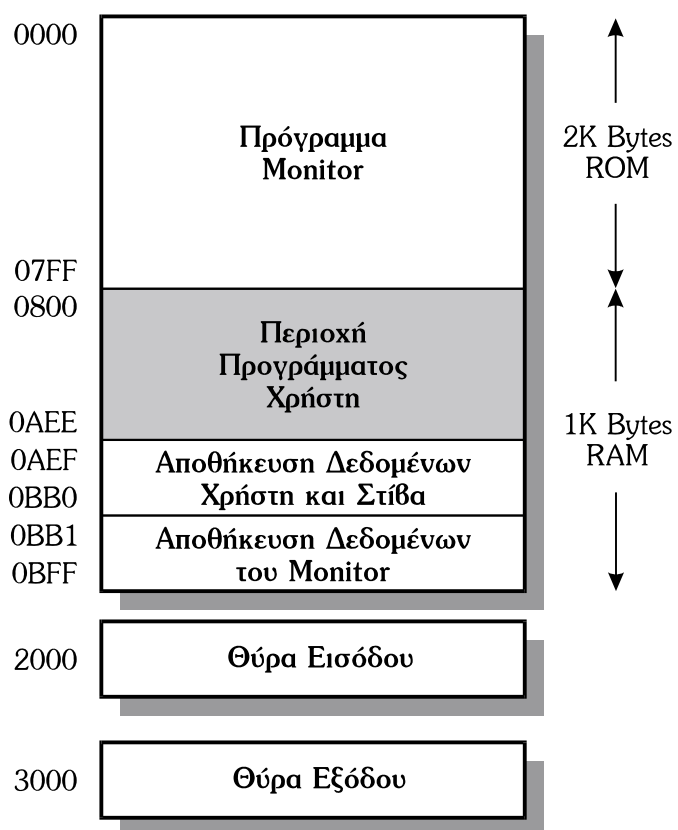 0000
Πρόγραμμα
Monitor
2K Bytes
ROM
07FF
0800
Περιοχή
Προγράμματος
Χρήστη
0AEE
1K Bytes
RAM
0AEF
Αποθήκευση Δεδομένων
Χρήστη και Στίβα
0BB0
0BB1
Αποθήκευση Δεδομένων
του Monitor
0BFF
2000
Θύρα Εισόδου
3000
Θύρα Εξόδου